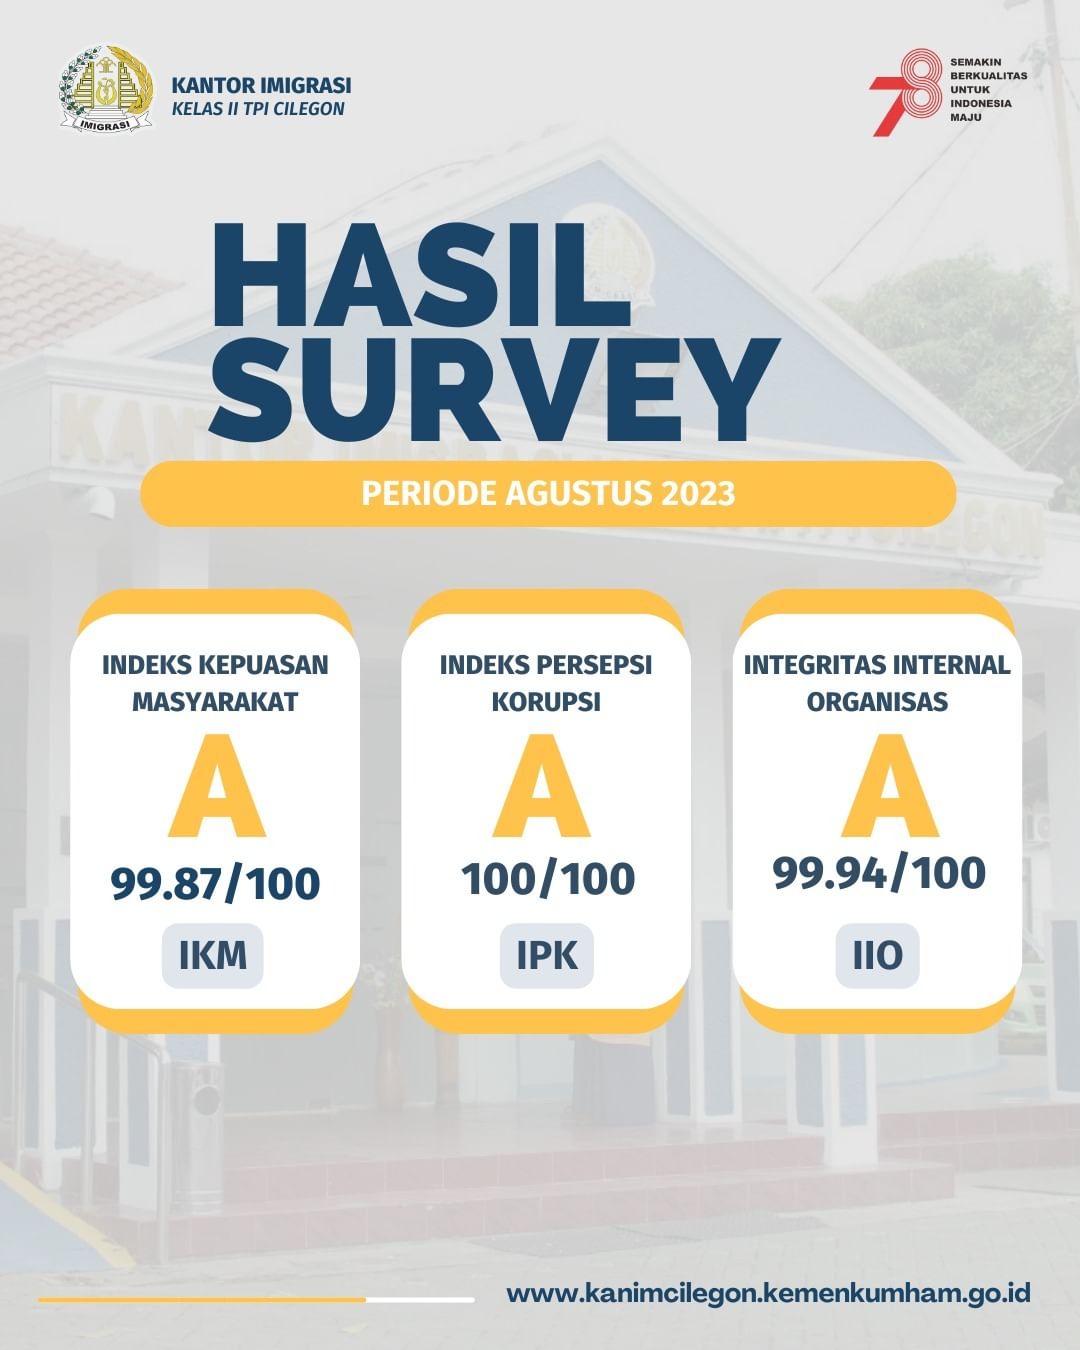 IMIGRASI
KANTOR IMIGRASI
KELAS II TPI CILEGON
78
SEMAKIN
BERKUALITAS
UNTUK
INDONESIA
MAJU
HASIL
SURVEY
PERIODE AGUSTUS 2023
INDEKS KEPUASAN
MASYARAKAT
A
99.87/100
IKM
INDEKS PERSEPSI
KORUPSI
A
100/100
IPK
INTEGRITAS INTERNAL
ORGANISAS
A
99.94/100
IIO
www.kanimcilegon.kemenkumham.go.id